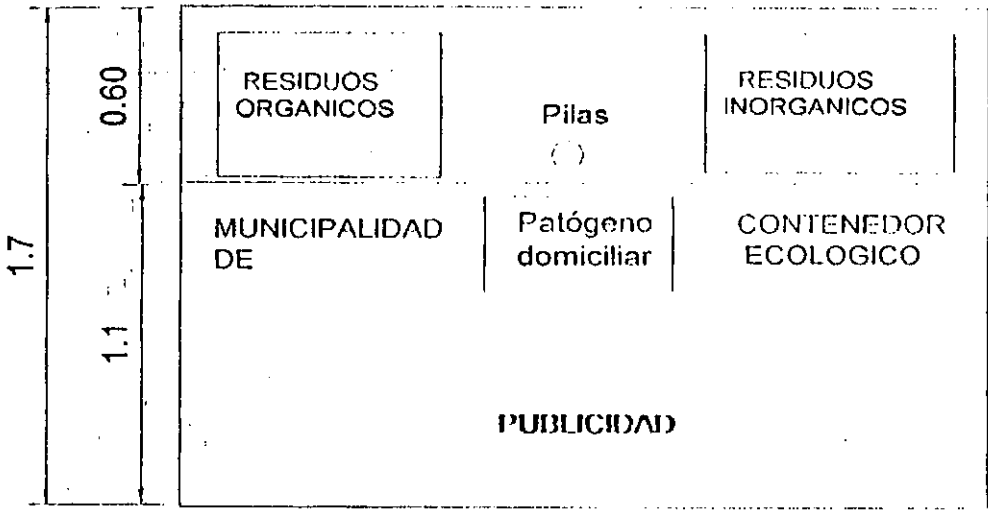 1.7
0.60
1.1
RESIDUOS
ORGANICOS
Pilas
RESIDUOS
INORGANICOS
MUNICIPALIDAD
DE
Patógeno
domiciliar
CONTENEDOR
ECOLOGICO
PUBLICIDAD